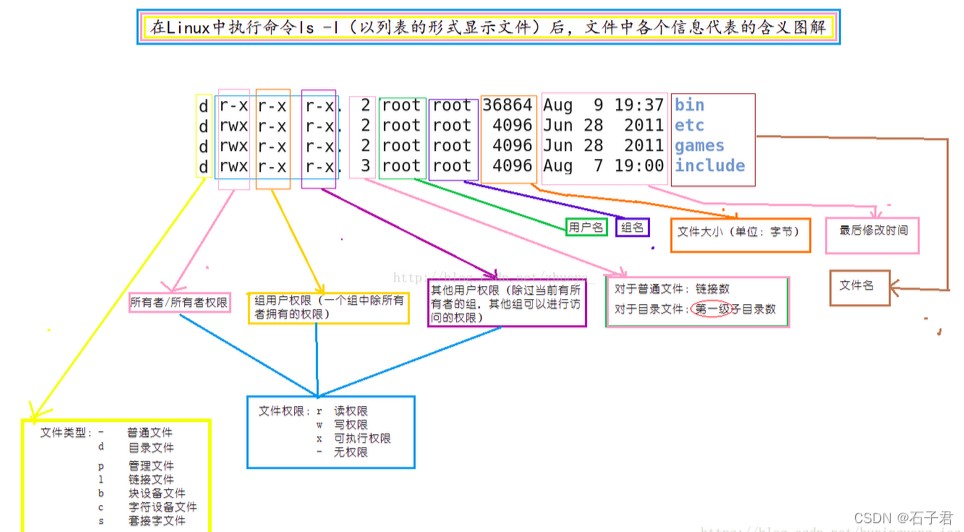 在Linux中执行命令ls -l（以列表的形式显示文件）后，文件中各个信息代表的含义图解
d r-x r-x r-x. 2 root root 36864 Aug 9 19:37 bin
d rwx r-x r-x. 2 root root 4096 Jun 28 2011 etc
d rwx r-x r-x. 2 root root 4096 Jun 28 2011 games
d rwx r-x r-x. 3 root root 4096 Aug 7 19:00 include
用户名
组名
文件大小（单位：字节）
最后修改时间
所有者/所有者权限
组用户权限（一个组中除所有
者拥有的权限）
其他用户权限（除过当前有所
有者的组，其他组可以进行访
问的权限）
对于普通文件：链接数
对于目录文件：第一级子目录数
文件名
文件权限：r 读权限
w 写权限
x 可执行权限
- 无权限
文件类型：- 普通文件
d 目录文件
p 管理文件
l 链接文件
b 块设备文件
c 字符设备文件
s 套接字文件
CSDN @石子君